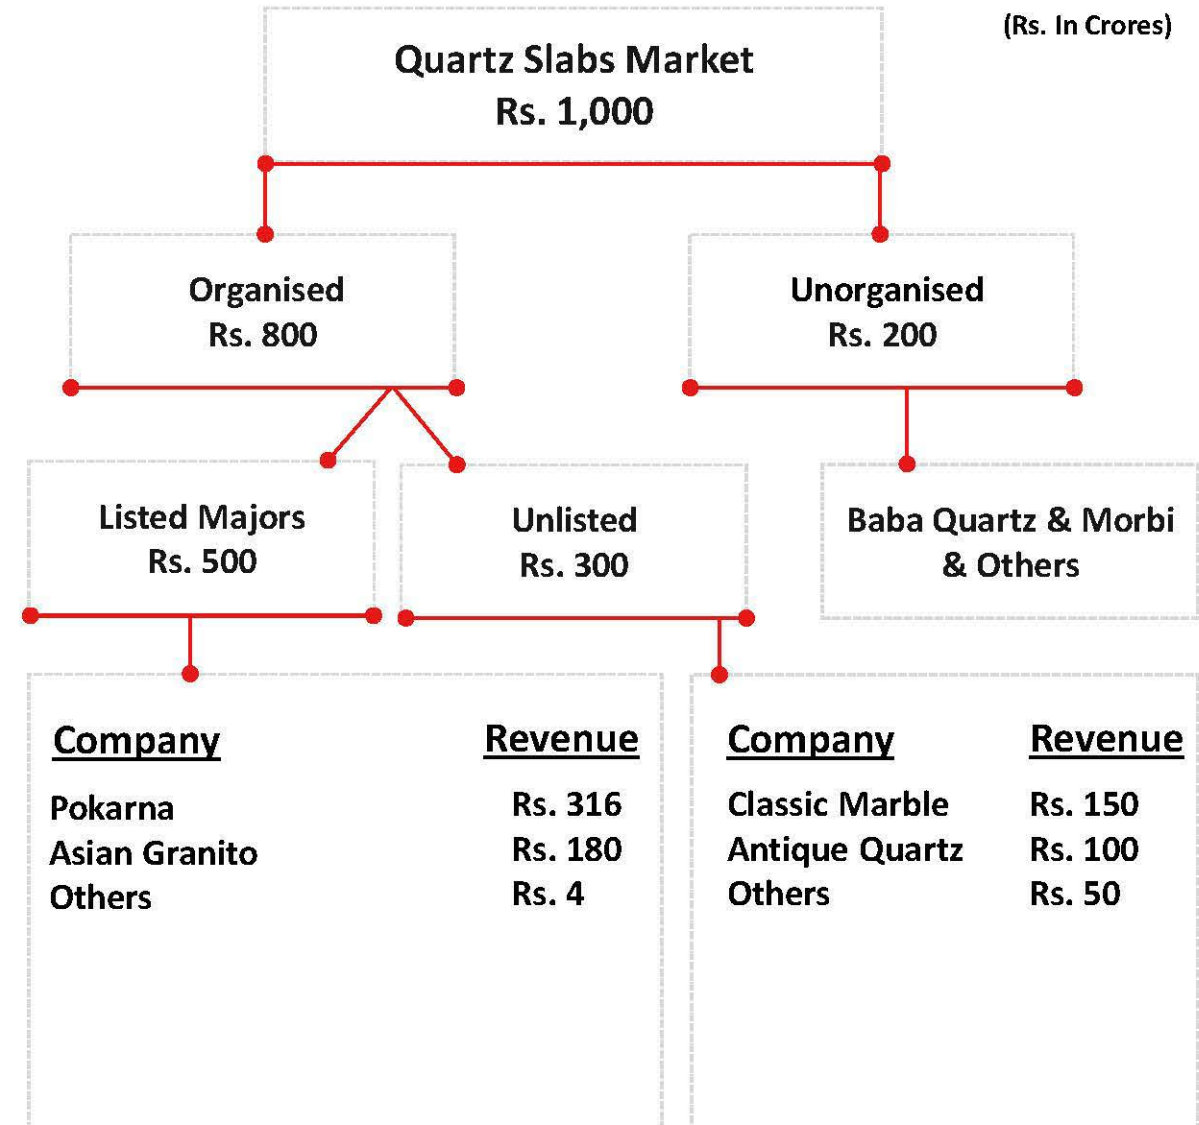 (Rs. In Crores)
Quartz Slabs Market
Rs. 1,000
Organised
Rs. 800
Unorganised
Rs. 200
Listed Majors
Rs. 500
Unlisted
Rs. 300
Baba Quartz & Morbi
& Others
Company Revenue
Pokarna Rs. 316
Asian Granito Rs. 180
Others Rs. 4
Company Revenue
Classic Marble Rs. 150
Antique Quartz Rs. 100
Others Rs. 50